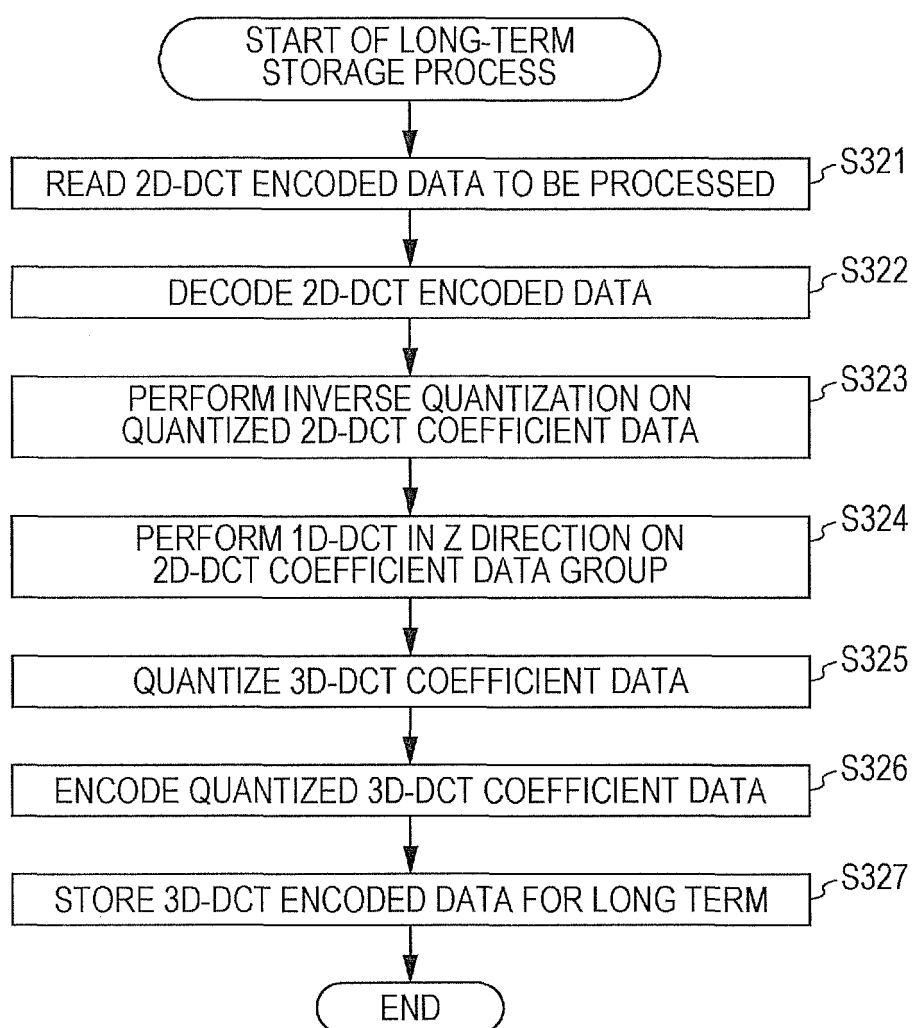 START OF LONG-TERM
STORAGE PROCESS
S321
READ 2D-DCT ENCODED DATA TO BE PROCESSED
S322
DECODE 2D-DCT ENCODED DATA
S323
PERFORM INVERSE QUANTIZATION ON
QUANTIZED 2D-DCT COEFFICIENT DATA
S324
PERFORM 1D-DCT IN Z DIRECTION ON
2D-DCT COEFFICIENT DATA GROUP
S325
QUANTIZE 3D-DCT COEFFICIENT DATA
S326
ENCODE QUANTIZED 3D-DCT COEFFICIENT DATA
S327
STORE 3D-DCT ENCODED DATA FOR LONG TERM
END